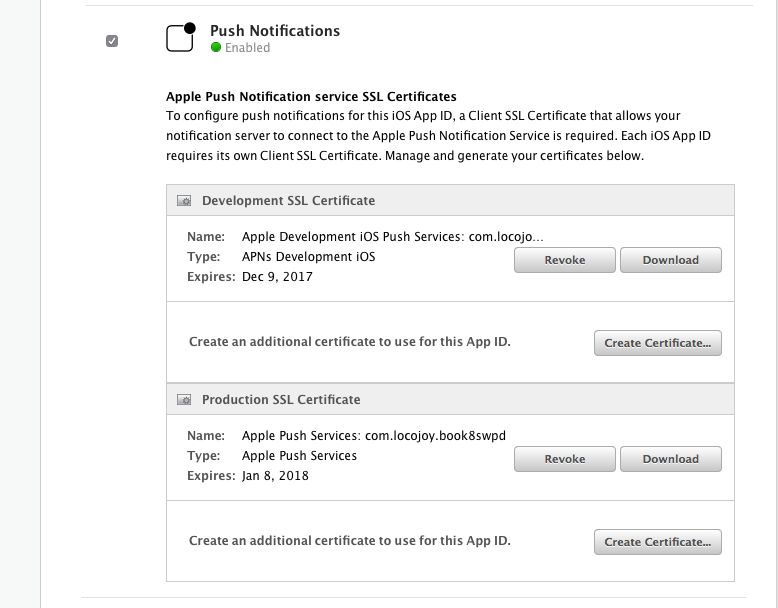 Push Notifications
Enabled
Apple Push Notification service SSL Certificates
To configure push notifications for this iOS App ID, a Client SSL Certificate that allows your
notification server to connect to the Apple Push Notification Service is required. Each iOS App ID
requires its own Client SSL Certificate. Manage and generate your certificates below.
Development SSL Certificate
Name: Apple Development iOS Push Services: com.locojo...
Type: APNs Development iOS
Expires: Dec 9, 2017
Revoke Download
Create an additional certificate to use for this App ID. Create Certificate...
Production SSL Certificate
Name: Apple Push Services: com.locojoy.book8swpd
Type: Apple Push Services
Expires: Jan 8, 2018
Revoke Download
Create an additional certificate to use for this App ID. Create Certificate...